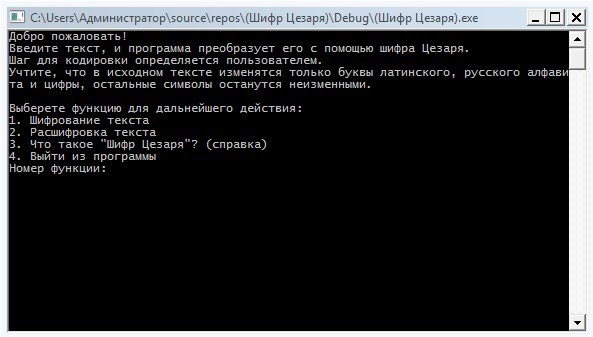 C:\Users\Администратор\source\repos\(Шифр Цезаря)\Debug\(Шифр Цезаря).exe
Добро пожаловать!
Введите текст, и программа преобразует его с помощью шифра Цезаря.
Шаг для кодировки определяется пользователем.
Учтите, что в исходном тексте изменятся только буквы латинского, русского алфави
та и цифры, остальные символы останутся неизменными.
Выберете функцию для дальнейшего действия:
1. Шифрование текста
2. Расшифровка текста
3. Что такое "Шифр Цезаря"? (справка)
4. Выйти из программы
Номер функции: